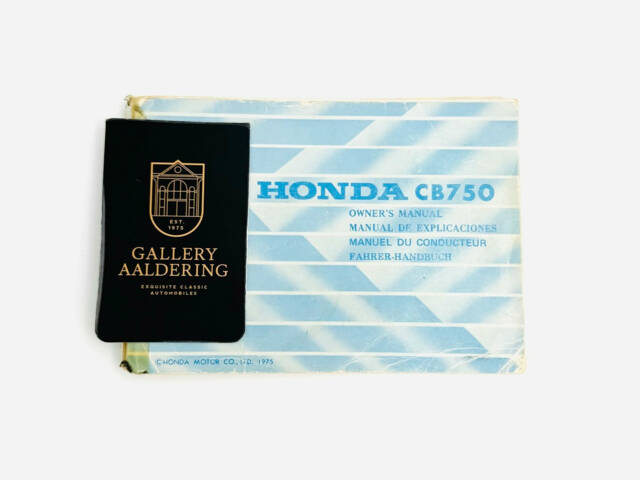 EST.
1975
GALLERY
AALDERING
EXQUISITE CLASSIC
AUTOMOBILES
HONDA CB750
OWNER'S MANUAL
MANUAL DE EXPLICACIONES
MANUEL DU CONDUCTEUR
FAHRER-HANDBUCH
©HONDA MOTOR CO., LTD. 1975